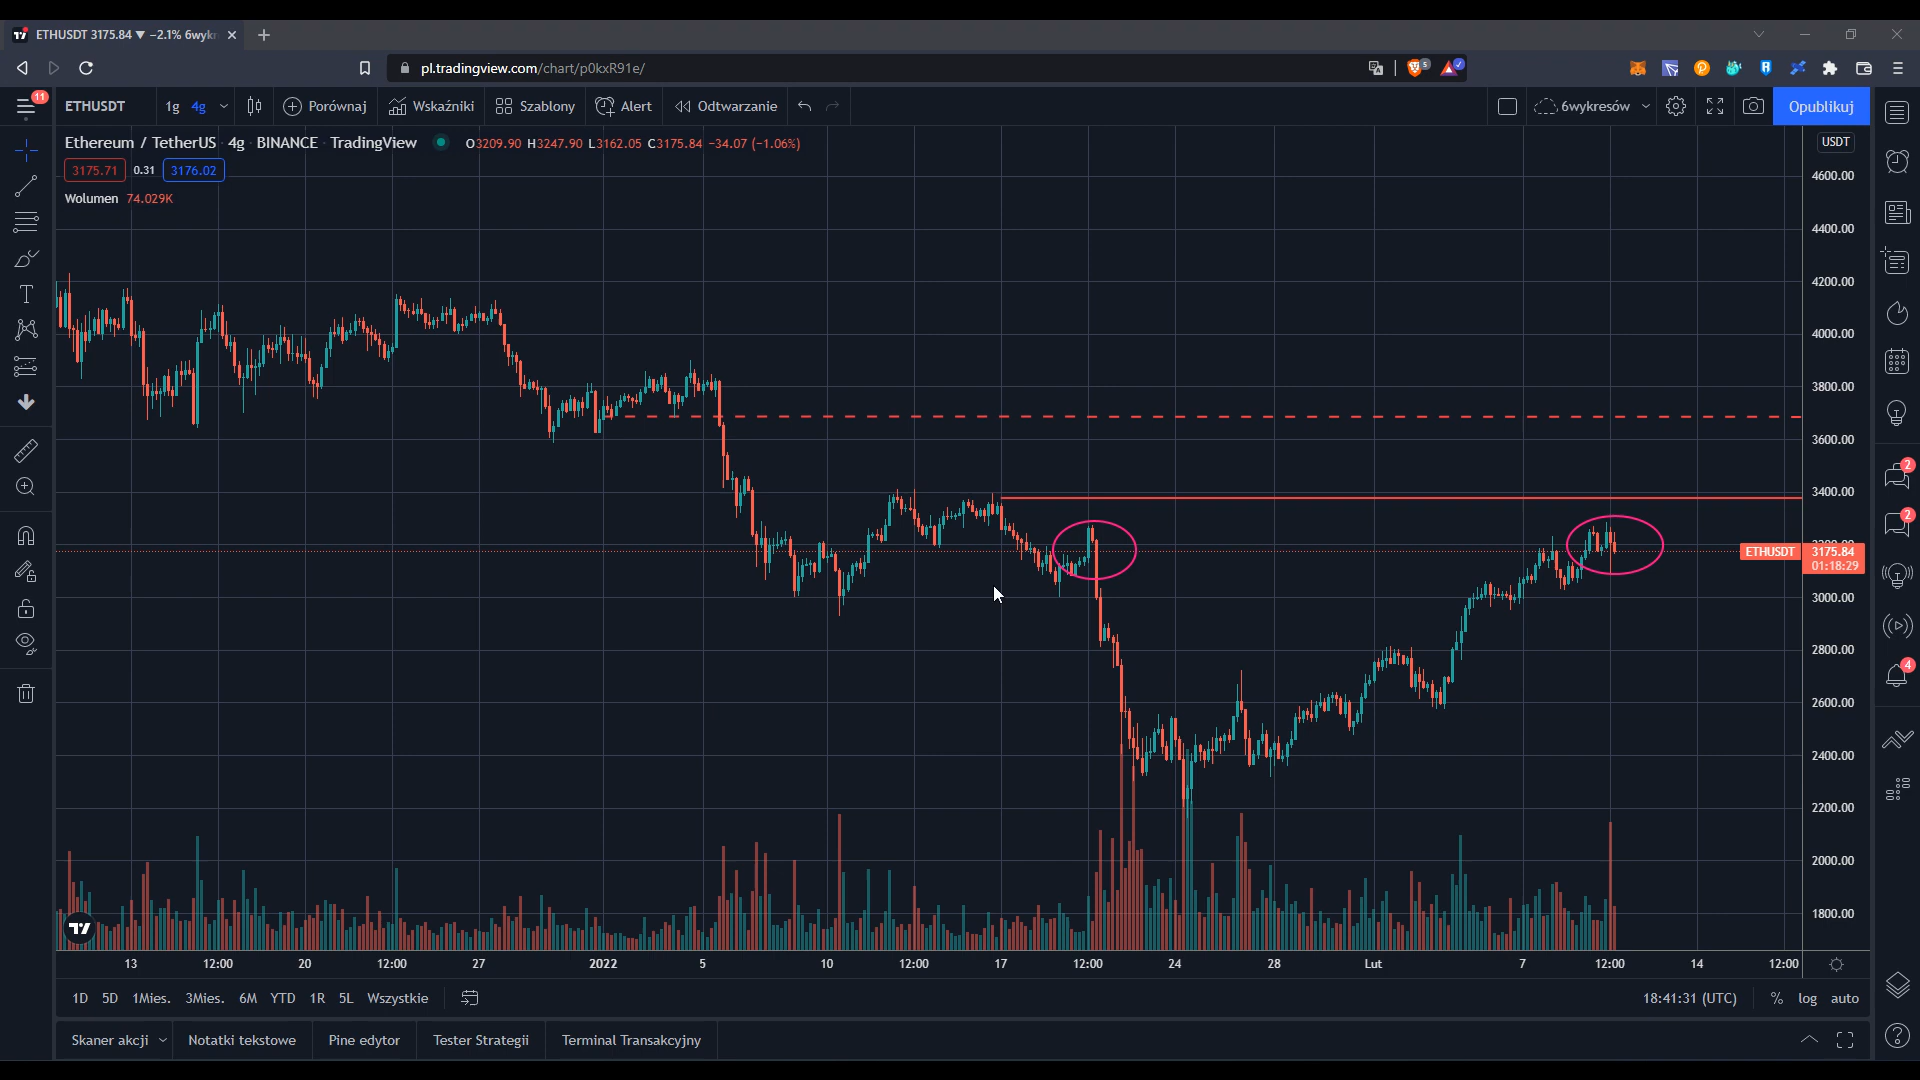 ETHUSDT 3175.84 ▼ −2.1% 6wyk
pl.tradingview.com/chart/p0kxR91e/
5
11
ETHUSDT 1g 4g Porównaj Wskaźniki Szablony Alert Odtwarzanie 6wykresów Opublikuj
Ethereum / TetherUS 4g BINANCE TradingView O3209.90 H3247.90 L3162.05 C3175.84 −34.07 (−1.06%)
USDT
3175.71 0.31 3176.02
Wolumen 74.029K
4600.00
4400.00
4200.00
4000.00
3800.00
3600.00
3400.00
ETHUSDT 3175.84
01:18:29
3000.00
2800.00
2600.00
2400.00
2200.00
2000.00
1800.00
2
2
4
13 12:00 20 12:00 27 2022 5 10 12:00 17 12:00 24 28 Lut 7 12:00 14 12:00
1D 5D 1Mies. 3Mies. 6M YTD 1R 5L Wszystkie 18:41:31 (UTC) % log auto
Skaner akcji Notatki tekstowe Pine edytor Tester Strategii Terminal Transakcyjny